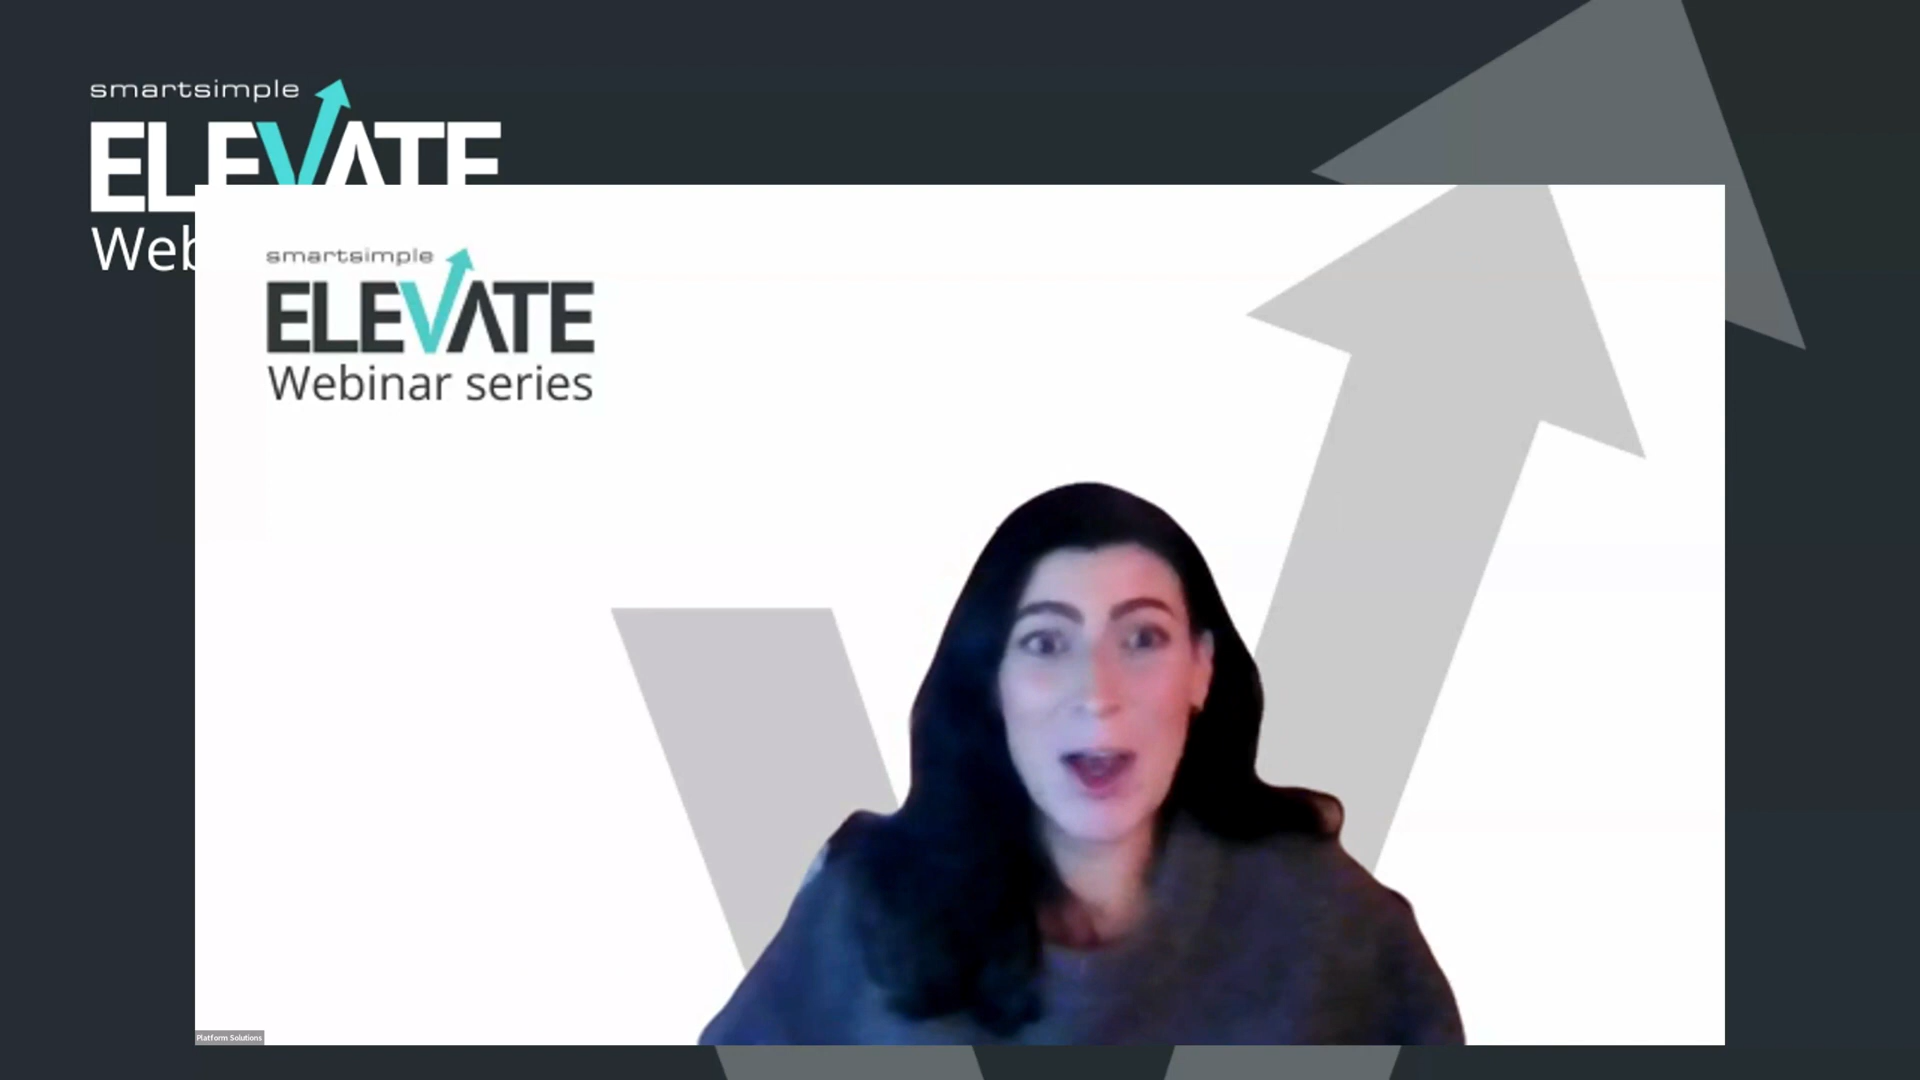 smartsimple
ELEVATE
Web
smartsimple
ELEVATE
Webinar series
Platform Solutions